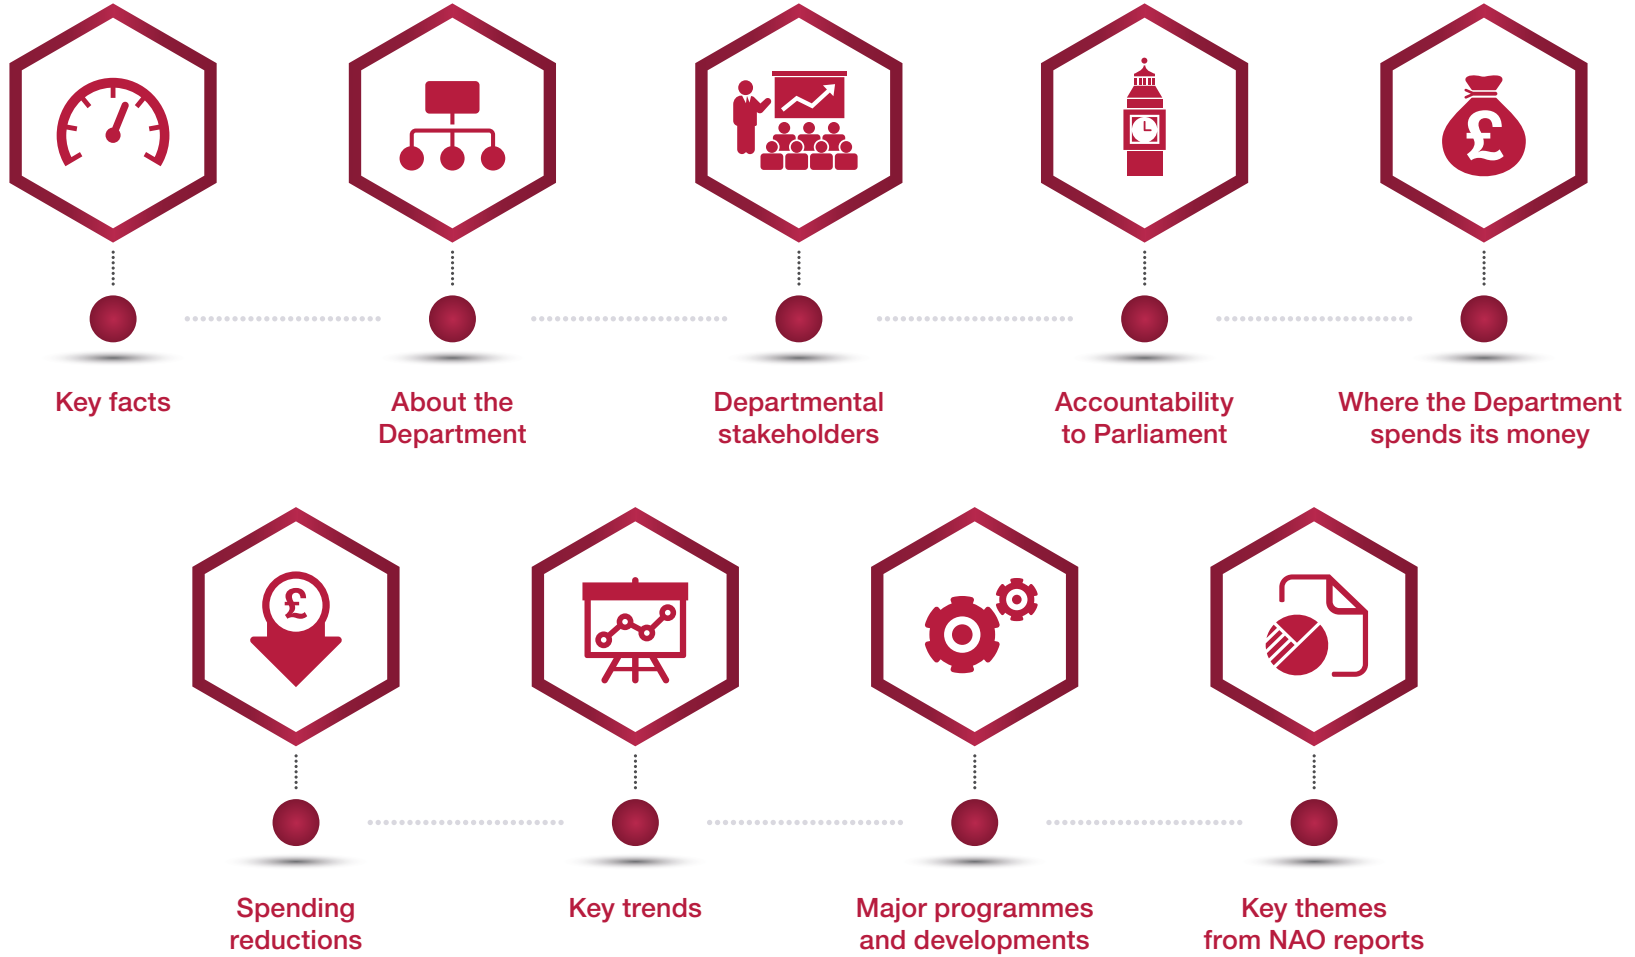 £
Key facts
About the
Department
Departmental
stakeholders
Accountability
to Parliament
Where the Department
spends its money
£
Spending
reductions
Key trends
Major programmes
and developments
Key themes
from NAO reports